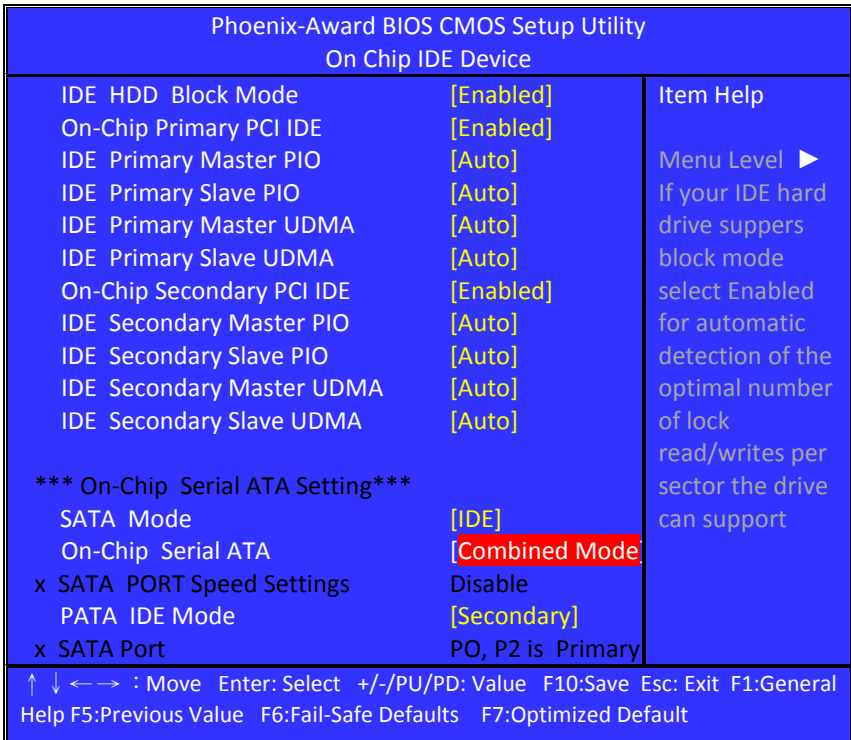 Phoenix-Award BIOS CMOS Setup Utility
On Chip IDE Device
IDE HDD Block Mode [Enabled]
On-Chip Primary PCI IDE [Enabled]
IDE Primary Master PIO [Auto]
IDE Primary Slave PIO [Auto]
IDE Primary Master UDMA [Auto]
IDE Primary Slave UDMA [Auto]
On-Chip Secondary PCI IDE [Enabled]
IDE Secondary Master PIO [Auto]
IDE Secondary Slave PIO [Auto]
IDE Secondary Master UDMA [Auto]
IDE Secondary Slave UDMA [Auto]
*** On-Chip Serial ATA Setting***
SATA Mode [IDE]
On-Chip Serial ATA [Combined Mode]
x SATA PORT Speed Settings Disable
PATA IDE Mode [Secondary]
x SATA Port PO, P2 is Primary
Item Help
Menu Level ►
If your IDE hard
drive suppers
block mode
select Enabled
for automatic
detection of the
optimal number
of lock
read/writes per
sector the drive
can support
↑ ↓ ← → : Move Enter: Select +/-/PU/PD: Value F10:Save Esc: Exit F1:General
Help F5:Previous Value F6:Fail-Safe Defaults F7:Optimized Default